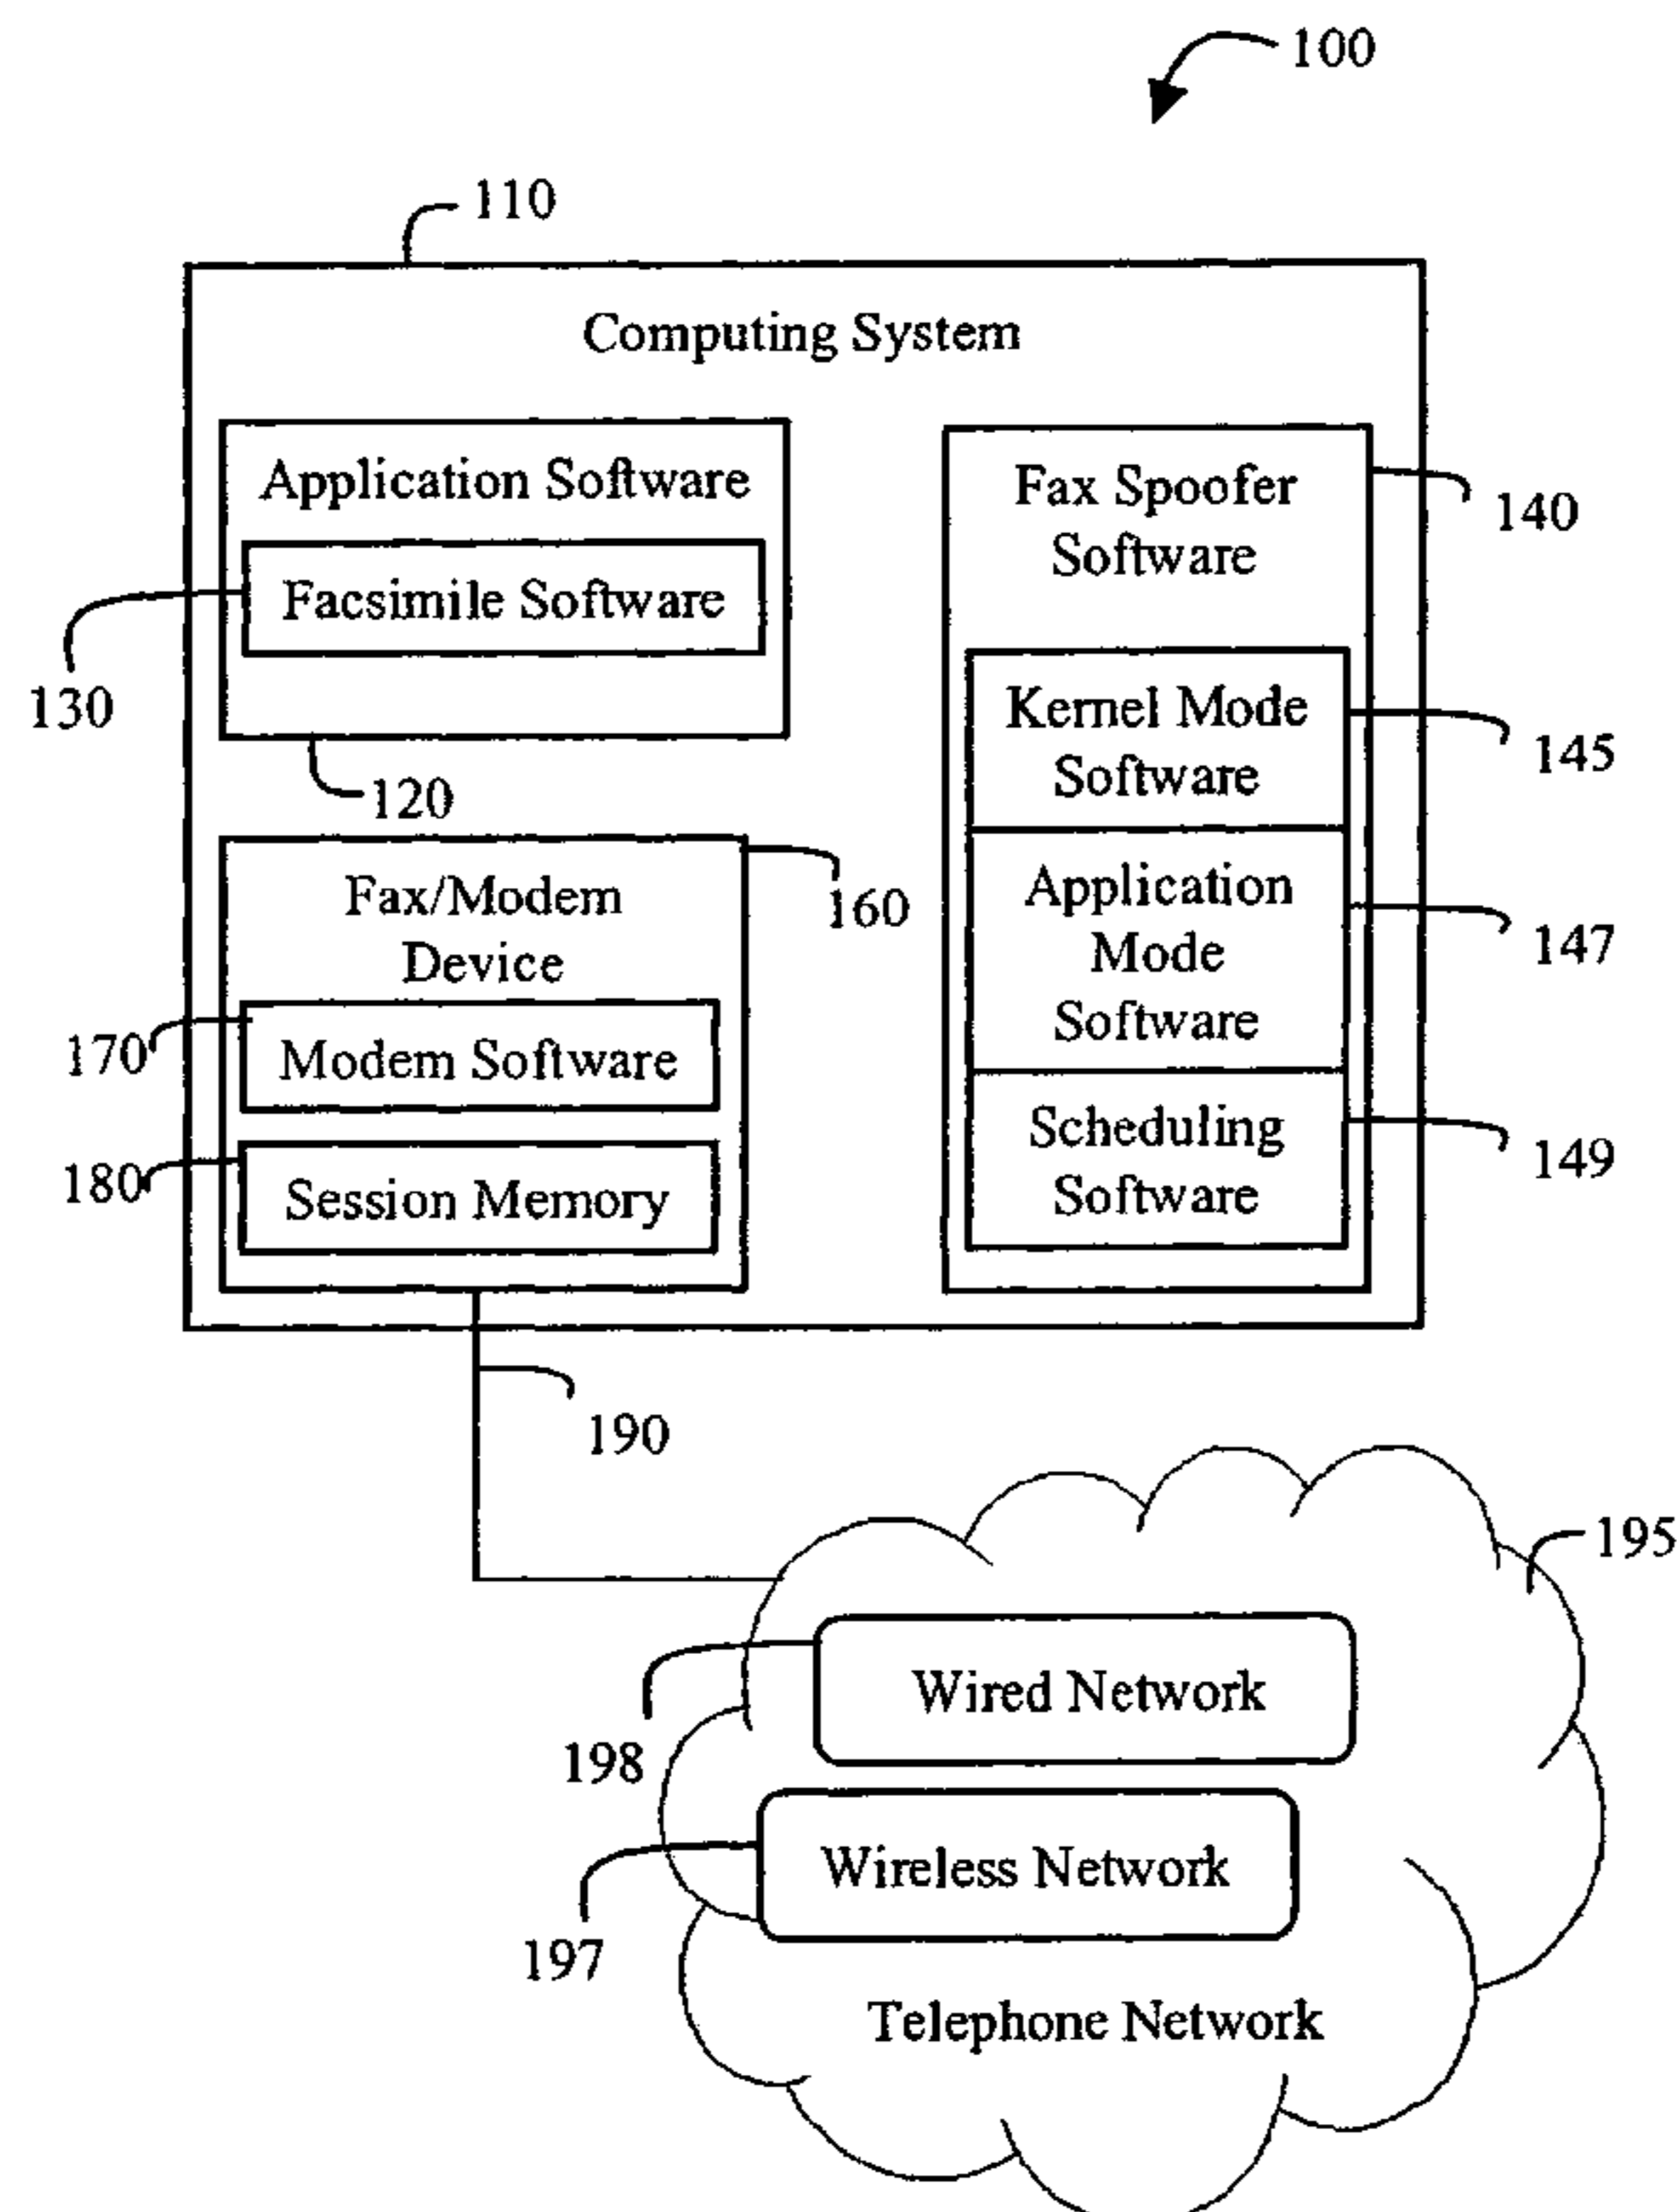 100
110
Computing System
Application Software
Facsimile Software
130
120
Fax Spoofer
Software
140
Kernel Mode
Software
145
Application
Mode
Software
147
Scheduling
Software
149
Fax/Modem
Device
160
170
Modem Software
180
Session Memory
190
195
Wired Network
198
Wireless Network
197
Telephone Network